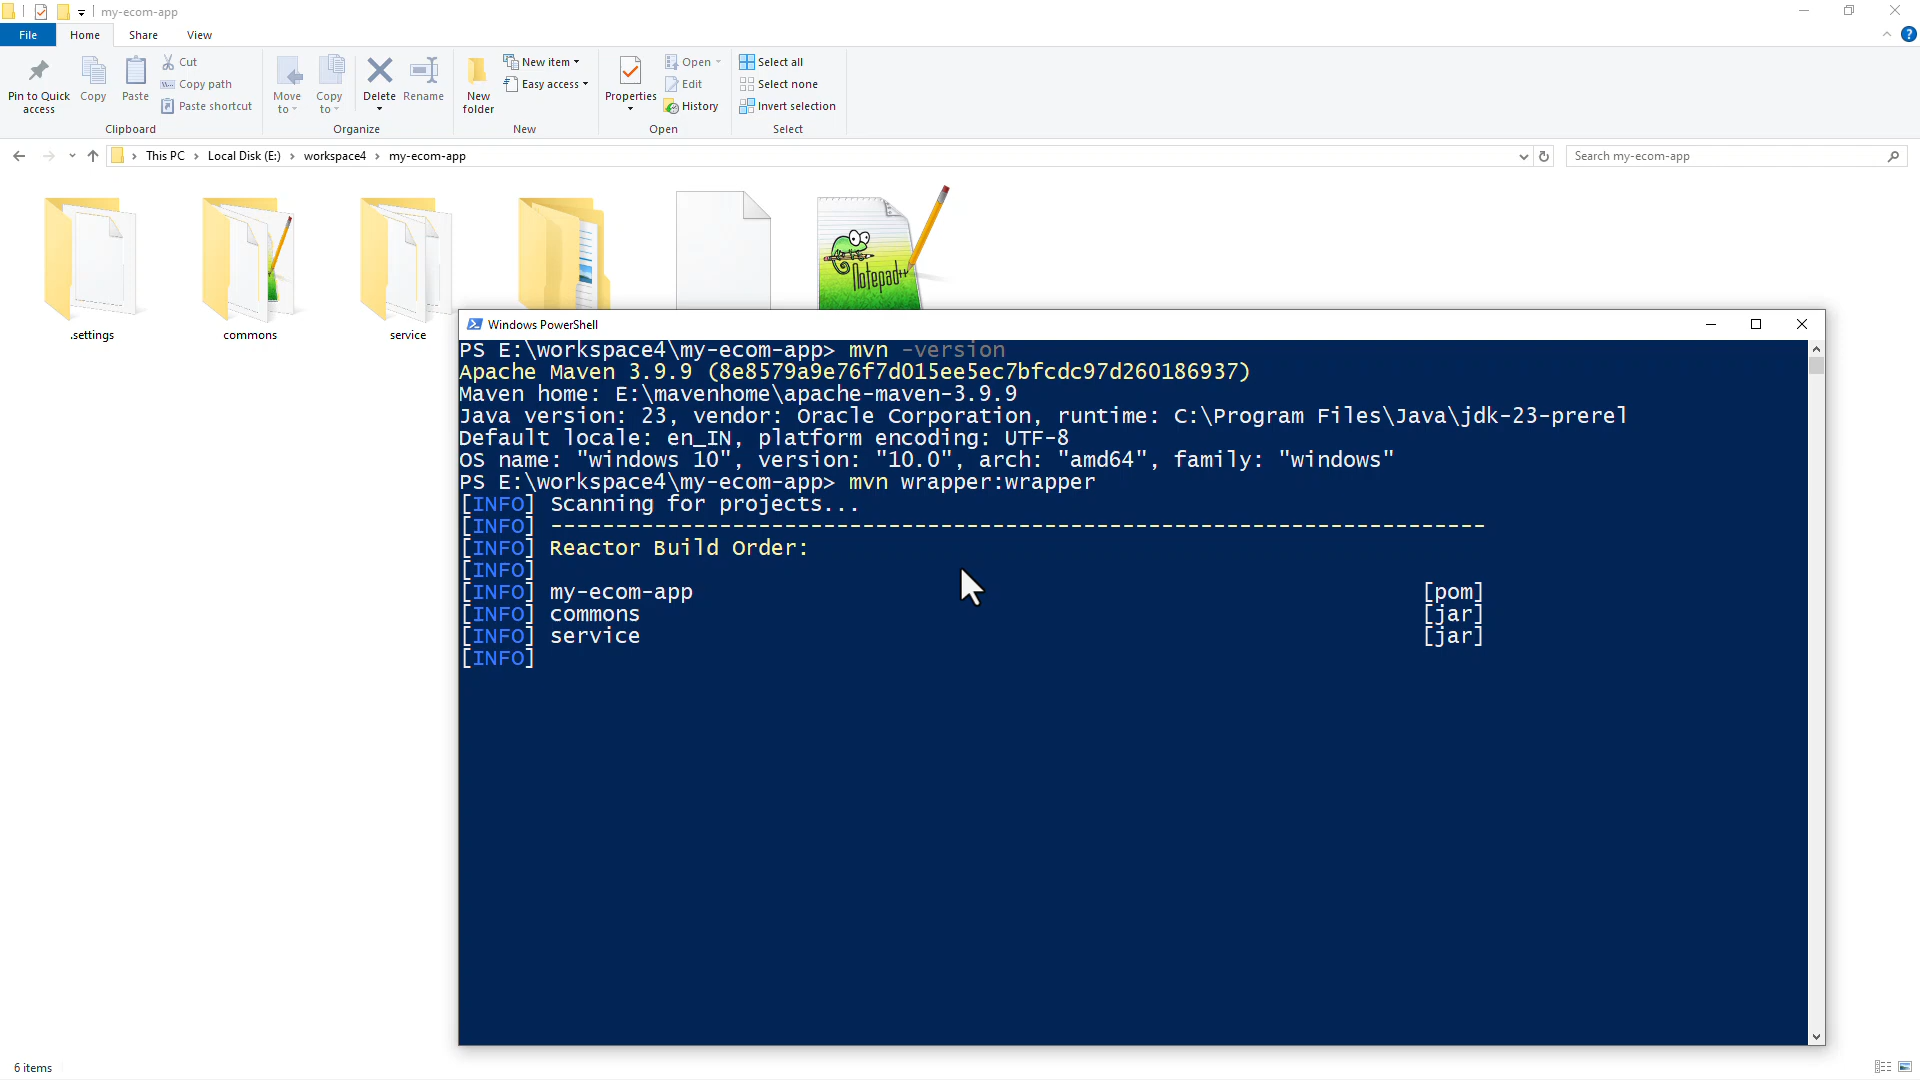 my-ecom-app
File Home Share View
Pin to Quick access
Copy
Paste
Cut
Copy path
Paste shortcut
Clipboard
Move to
Copy to
Delete
Rename
Organize
New folder
New item
Easy access
New
Properties
Open
Edit
History
Open
Select all
Select none
Invert selection
Select
This PC > Local Disk (E:) > workspace4 > my-ecom-app
Search my-ecom-app
.settings
commons
service
Notepad++
Windows PowerShell
PS E:\workspace4\my-ecom-app> mvn -version
Apache Maven 3.9.9 (8e8579a9e76f7d015ee5ec7bfcdc97d260186937)
Maven home: E:\mavenhome\apache-maven-3.9.9
Java version: 23, vendor: Oracle Corporation, runtime: C:\Program Files\Java\jdk-23-prerel
Default locale: en_IN, platform encoding: UTF-8
OS name: "windows 10", version: "10.0", arch: "amd64", family: "windows"
PS E:\workspace4\my-ecom-app> mvn wrapper:wrapper
[INFO] Scanning for projects...
[INFO] ------------------------------------------------------------------------
[INFO] Reactor Build Order:
[INFO]
[INFO] my-ecom-app [pom]
[INFO] commons [jar]
[INFO] service [jar]
[INFO]
6 items